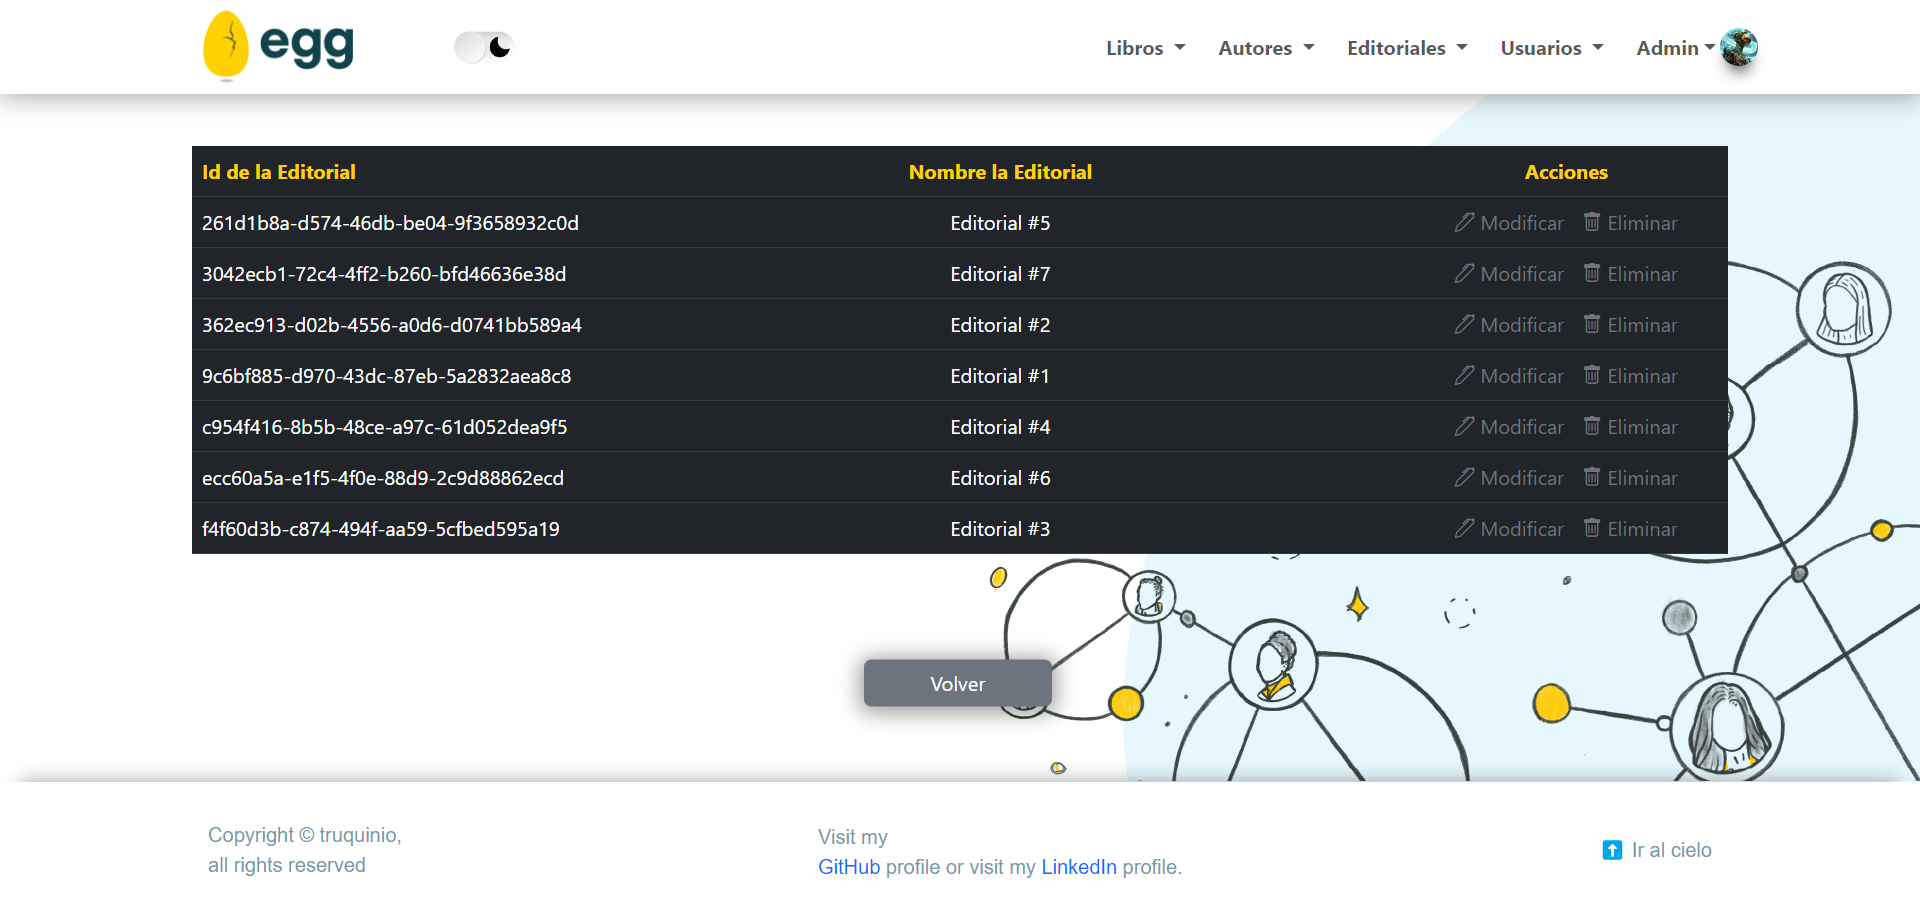 egg
Libros Autores Editoriales Usuarios Admin
Id de la Editorial Nombre la Editorial Acciones
261d1b8a-d574-46db-be04-9f3658932c0d Editorial #5 Modificar Eliminar
3042ecb1-72c4-4ff2-b260-bfd46636e38d Editorial #7 Modificar Eliminar
362ec913-d02b-4556-a0d6-d0741bb589a4 Editorial #2 Modificar Eliminar
9c6bf885-d970-43dc-87eb-5a2832aea8c8 Editorial #1 Modificar Eliminar
c954f416-8b5b-48ce-a97c-61d052dea9f5 Editorial #4 Modificar Eliminar
ecc60a5a-e1f5-4f0e-88d9-2c9d88862ecd Editorial #6 Modificar Eliminar
f4f60d3b-c874-494f-aa59-5cfbed595a19 Editorial #3 Modificar Eliminar
Volver
Copyright © truquinio,
all rights reserved
Visit my
GitHub profile or visit my LinkedIn profile.
Ir al cielo